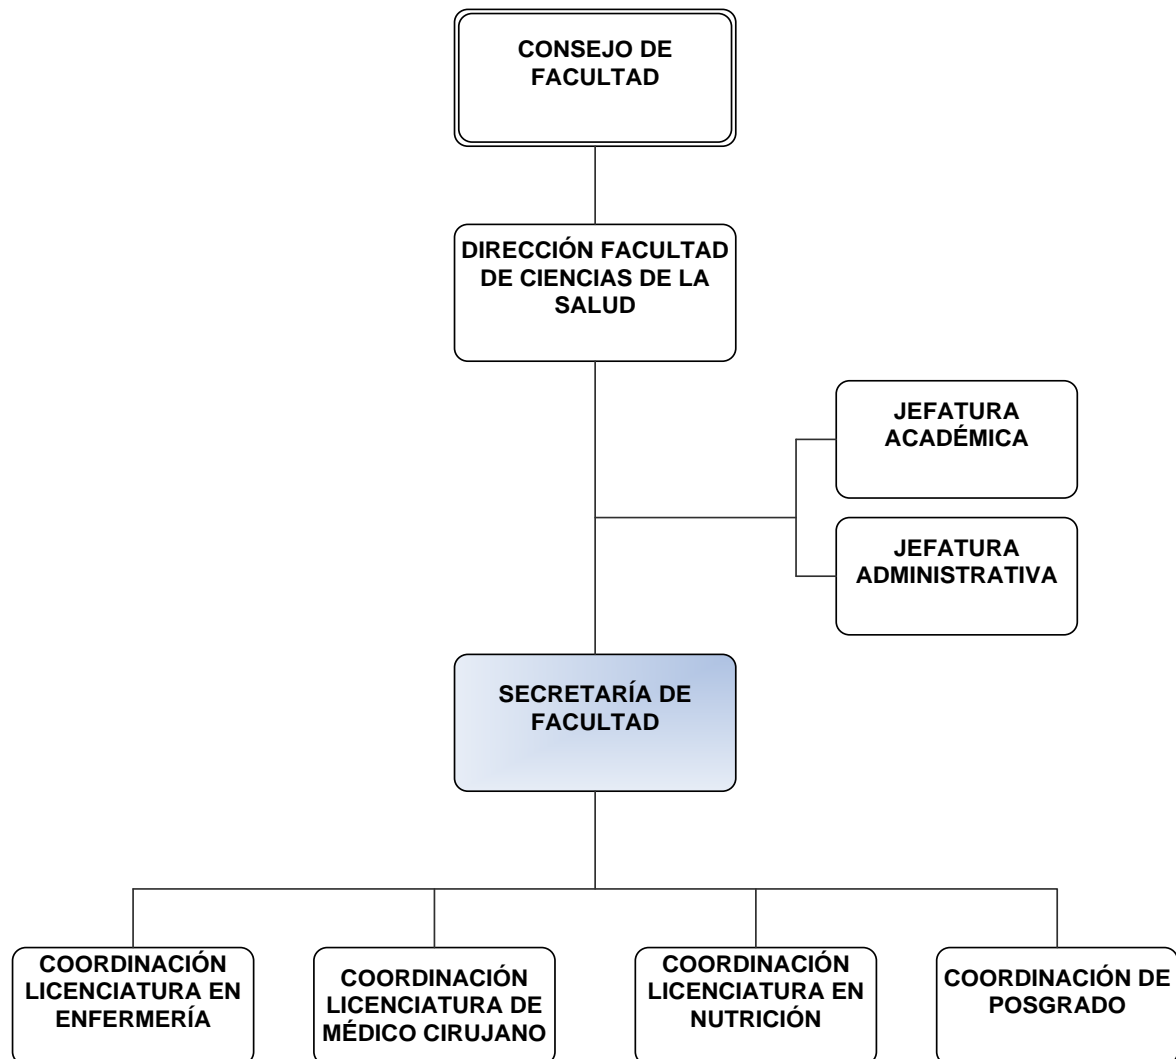 CONSEJO DE
FACULTAD
DIRECCIÓN FACULTAD
DE CIENCIAS DE LA
SALUD
JEFATURA
ACADÉMICA
JEFATURA
ADMINISTRATIVA
SECRETARÍA DE
FACULTAD
COORDINACIÓN
LICENCIATURA EN
ENFERMERÍA
COORDINACIÓN
LICENCIATURA DE
MÉDICO CIRUJANO
COORDINACIÓN
LICENCIATURA EN
NUTRICIÓN
COORDINACIÓN DE
POSGRADO